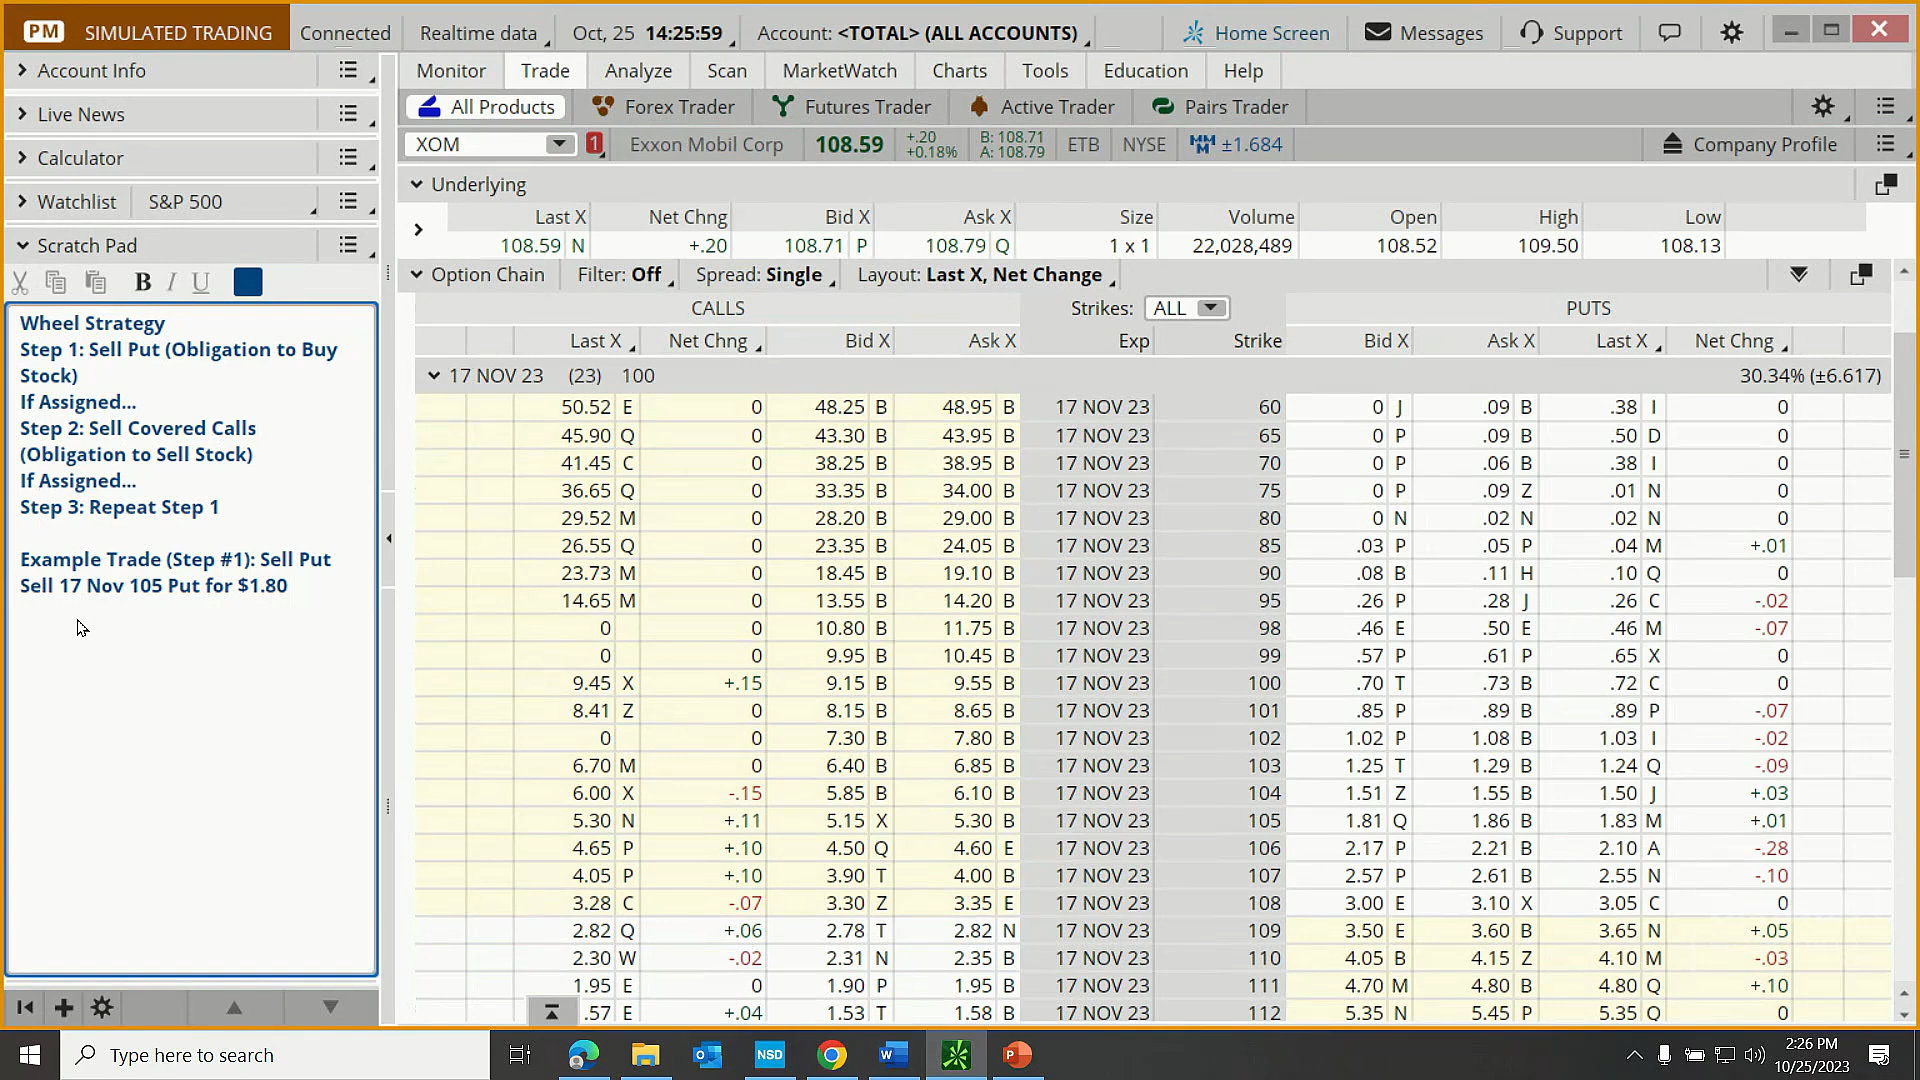 PM SIMULATED TRADING Connected Realtime data Oct, 25 14:25:59 Account: <TOTAL> (ALL ACCOUNTS) Home Screen Messages Support
Account Info
Live News
Calculator
Watchlist S&P 500
Scratch Pad
B I U
Wheel Strategy
Step 1: Sell Put (Obligation to Buy
Stock)
If Assigned...
Step 2: Sell Covered Calls
(Obligation to Sell Stock)
If Assigned...
Step 3: Repeat Step 1
Example Trade (Step #1): Sell Put
Sell 17 Nov 105 Put for $1.80
Monitor Trade Analyze Scan MarketWatch Charts Tools Education Help
All Products Forex Trader Futures Trader Active Trader Pairs Trader
XOM 1 Exxon Mobil Corp 108.59 +.20 +0.18% B: 108.71 A: 108.79 ETB NYSE MM ±1.684 Company Profile
Underlying
Last X Net Chng Bid X Ask X Size Volume Open High Low
108.59 N +.20 108.71 P 108.79 Q 1 x 1 22,028,489 108.52 109.50 108.13
Option Chain Filter: Off Spread: Single Layout: Last X, Net Change
CALLS Strikes: ALL PUTS
Last X Net Chng Bid X Ask X Exp Strike Bid X Ask X Last X Net Chng
17 NOV 23 (23) 100 30.34% (±6.617)
50.52 E 0 48.25 B 48.95 B 17 NOV 23 60 0 J .09 B .38 I 0
45.90 Q 0 43.30 B 43.95 B 17 NOV 23 65 0 P .09 B .50 D 0
41.45 C 0 38.25 B 38.95 B 17 NOV 23 70 0 P .06 B .38 I 0
36.65 Q 0 33.35 B 34.00 B 17 NOV 23 75 0 P .09 Z .01 N 0
29.52 M 0 28.20 B 29.00 B 17 NOV 23 80 0 N .02 N .02 N 0
26.55 Q 0 23.35 B 24.05 B 17 NOV 23 85 .03 P .05 P .04 M +.01
23.73 M 0 18.45 B 19.10 B 17 NOV 23 90 .08 B .11 H .10 Q 0
14.65 M 0 13.55 B 14.20 B 17 NOV 23 95 .26 P .28 J .26 C -.02
0 0 10.80 B 11.75 B 17 NOV 23 98 .46 E .50 E .46 M -.07
0 0 9.95 B 10.45 B 17 NOV 23 99 .57 P .61 P .65 X 0
9.45 X +.15 9.15 B 9.55 B 17 NOV 23 100 .70 T .73 B .72 C 0
8.41 Z 0 8.15 B 8.65 B 17 NOV 23 101 .85 P .89 B .89 P -.07
0 0 7.30 B 7.80 B 17 NOV 23 102 1.02 P 1.08 B 1.03 I -.02
6.70 M 0 6.40 B 6.85 B 17 NOV 23 103 1.25 T 1.29 B 1.24 Q -.09
6.00 X -.15 5.85 B 6.10 B 17 NOV 23 104 1.51 Z 1.55 B 1.50 J +.03
5.30 N +.11 5.15 X 5.30 B 17 NOV 23 105 1.81 Q 1.86 B 1.83 M +.01
4.65 P +.10 4.50 Q 4.60 E 17 NOV 23 106 2.17 P 2.21 B 2.10 A -.28
4.05 P +.10 3.90 T 4.00 B 17 NOV 23 107 2.57 P 2.61 B 2.55 N -.10
3.28 C -.07 3.30 Z 3.35 E 17 NOV 23 108 3.00 E 3.10 X 3.05 C 0
2.82 Q +.06 2.78 T 2.82 N 17 NOV 23 109 3.50 E 3.60 B 3.65 N +.05
2.30 W -.02 2.31 N 2.35 B 17 NOV 23 110 4.05 B 4.15 Z 4.10 M -.03
1.95 E 0 1.90 P 1.95 B 17 NOV 23 111 4.70 M 4.80 B 4.80 Q +.10
.57 E +.04 1.53 T 1.58 B 17 NOV 23 112 5.35 N 5.45 P 5.35 Q 0
Type here to search NSD 2:26 PM
10/25/2023